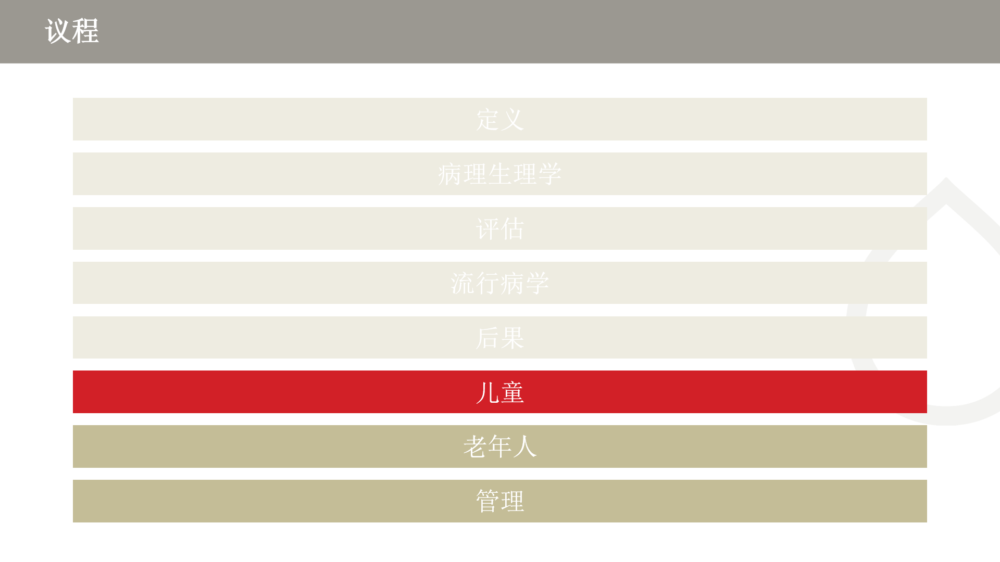 议程
定义
病理生理学
评估
流行病学
后果
儿童
老年人
管理